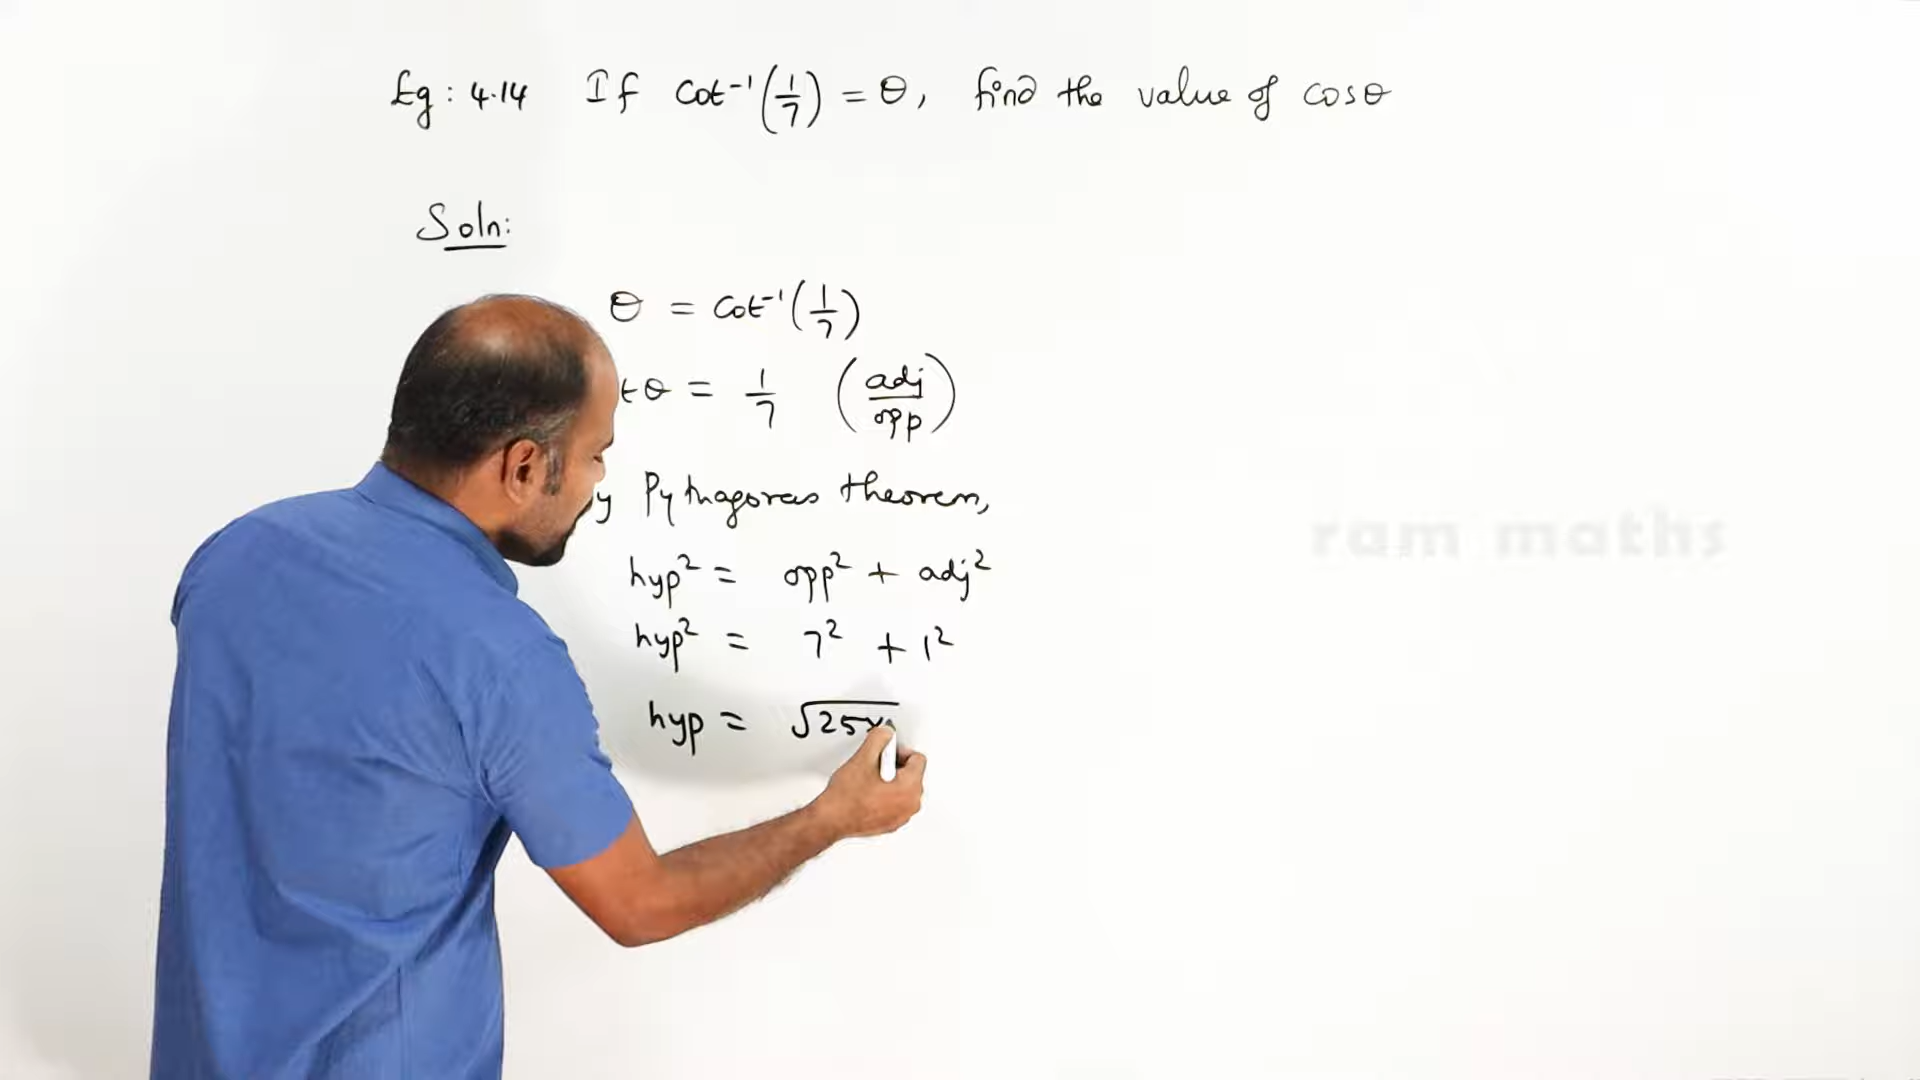 Eg: 4.14 If cot⁻¹(1/7) = θ, find the value of cosθ
Soln:
θ = cot⁻¹(1/7)
tθ = 1/7 (adj/opp)
y Pythagoras theorem,
hyp² = opp² + adj²
hyp² = 7² + 1²
hyp = √25×
ram maths